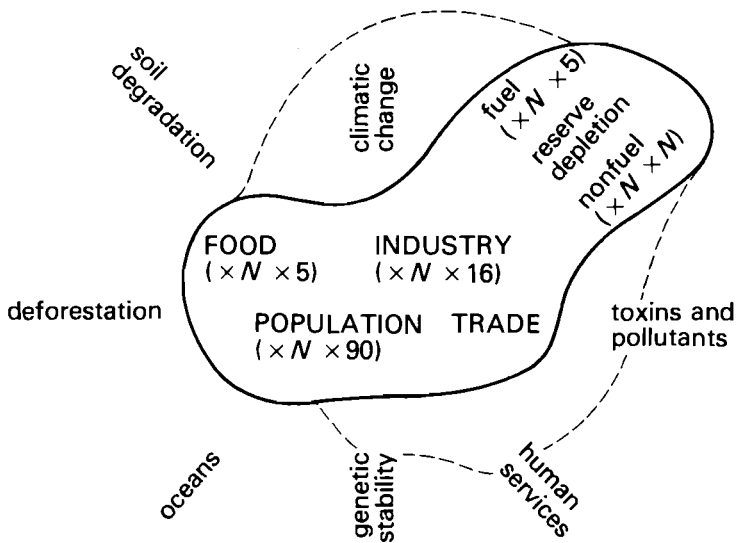 soil
degradation
climatic
change
fuel
(×N ×5)
reserve
depletion
nonfuel
(×N ×N)
FOOD
(×N ×5)
INDUSTRY
(×N ×16)
deforestation
POPULATION
(×N ×90)
TRADE
toxins and
pollutants
oceans
genetic
stability
human
services